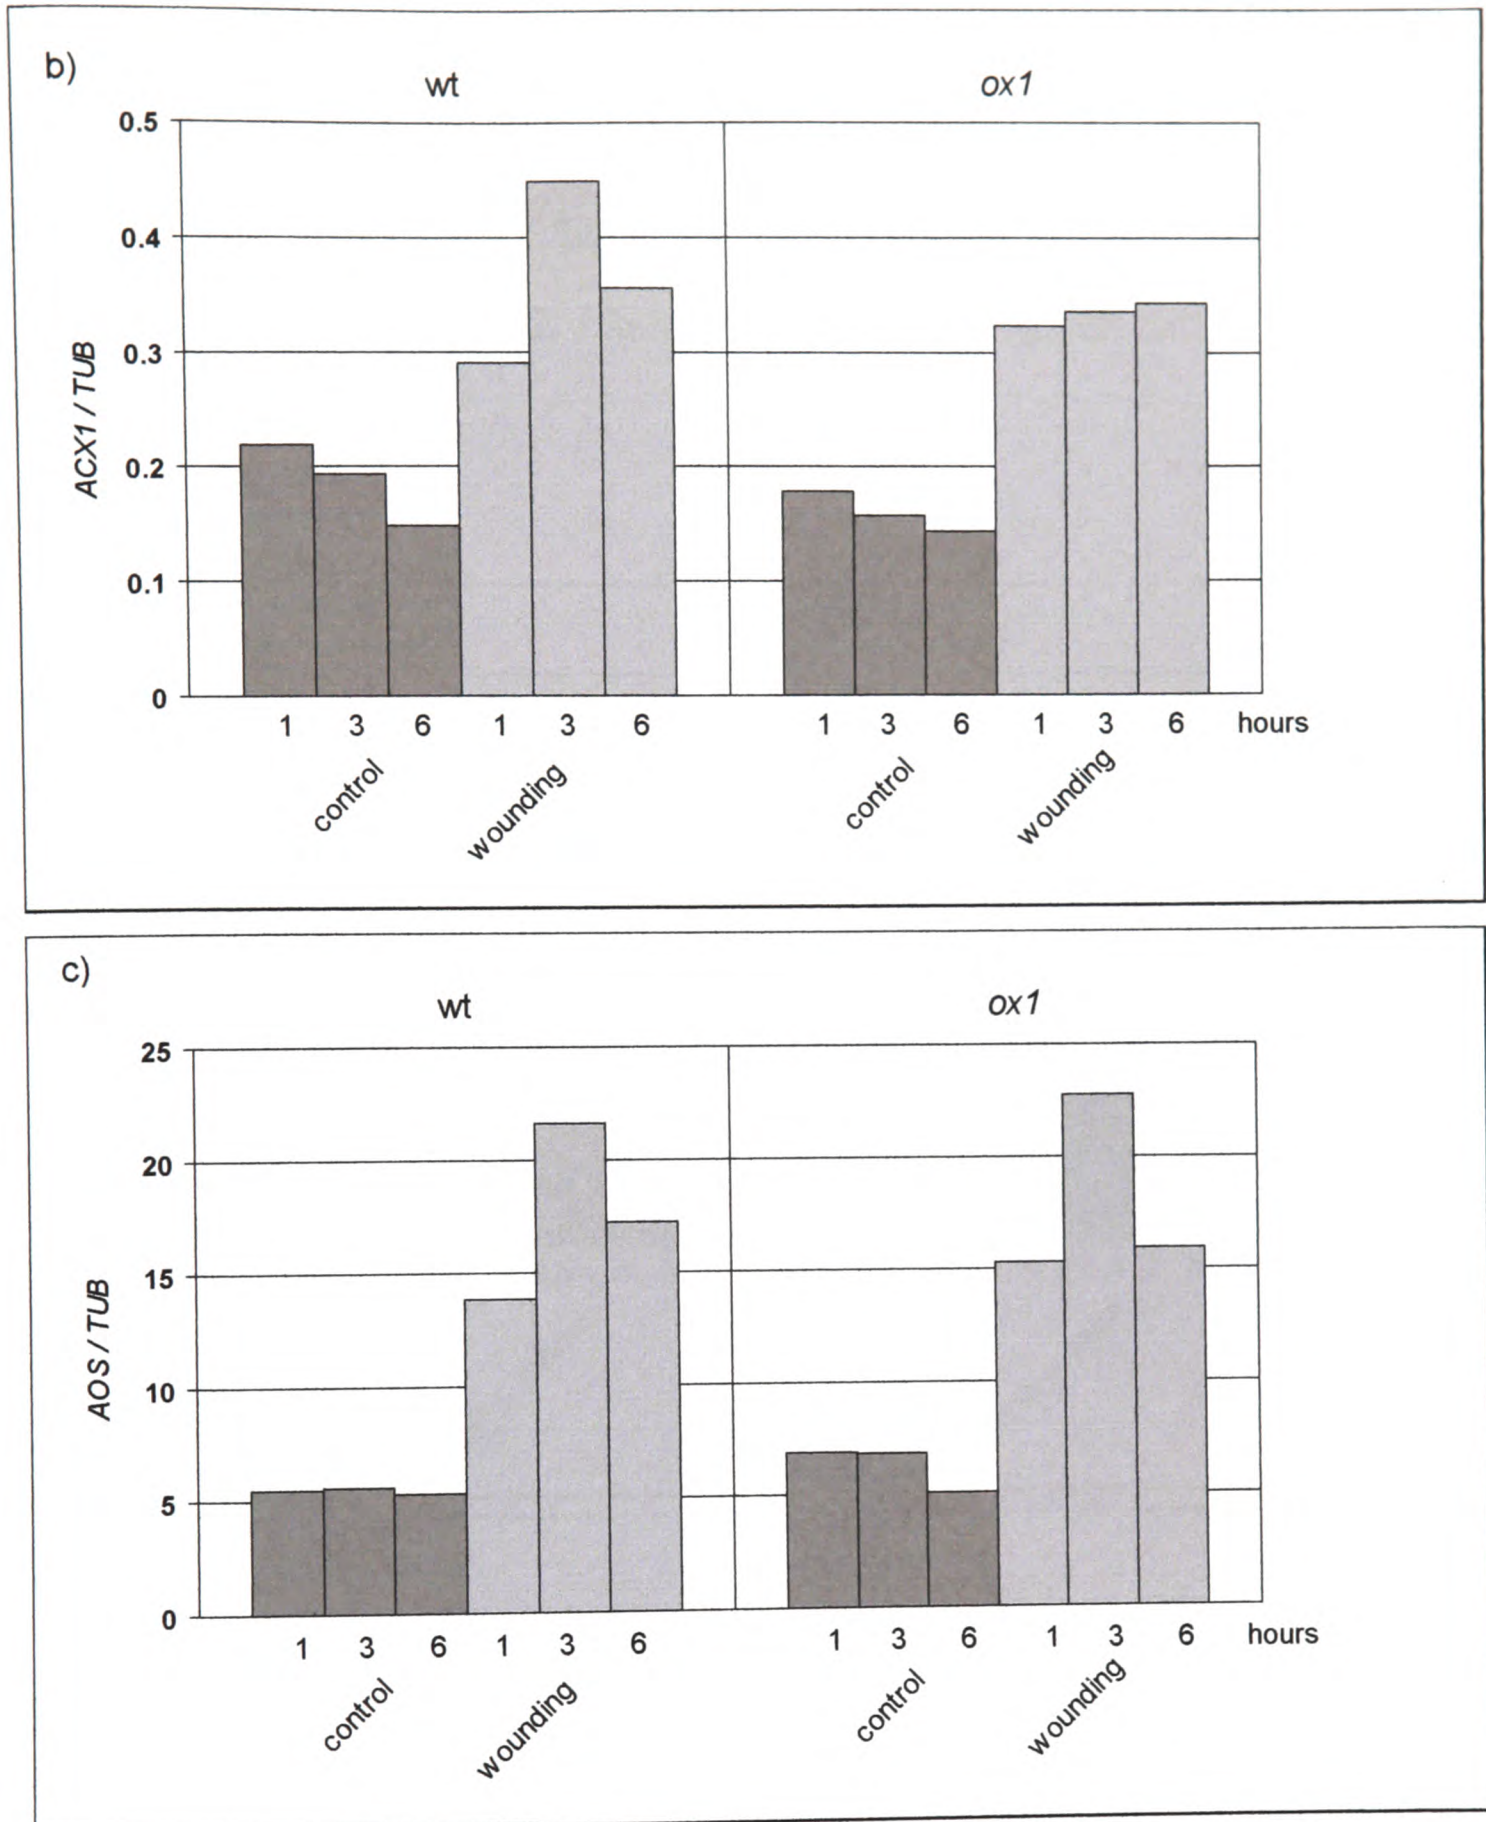 b)
wt ox1
0.5
0.4
0.3
0.2
0.1
0
ACX1 / TUB
1 3 6 1 3 6 1 3 6 1 3 6 hours
control wounding control wounding
c)
wt ox1
25
20
15
10
5
0
AOS / TUB
1 3 6 1 3 6 1 3 6 1 3 6 hours
control wounding control wounding